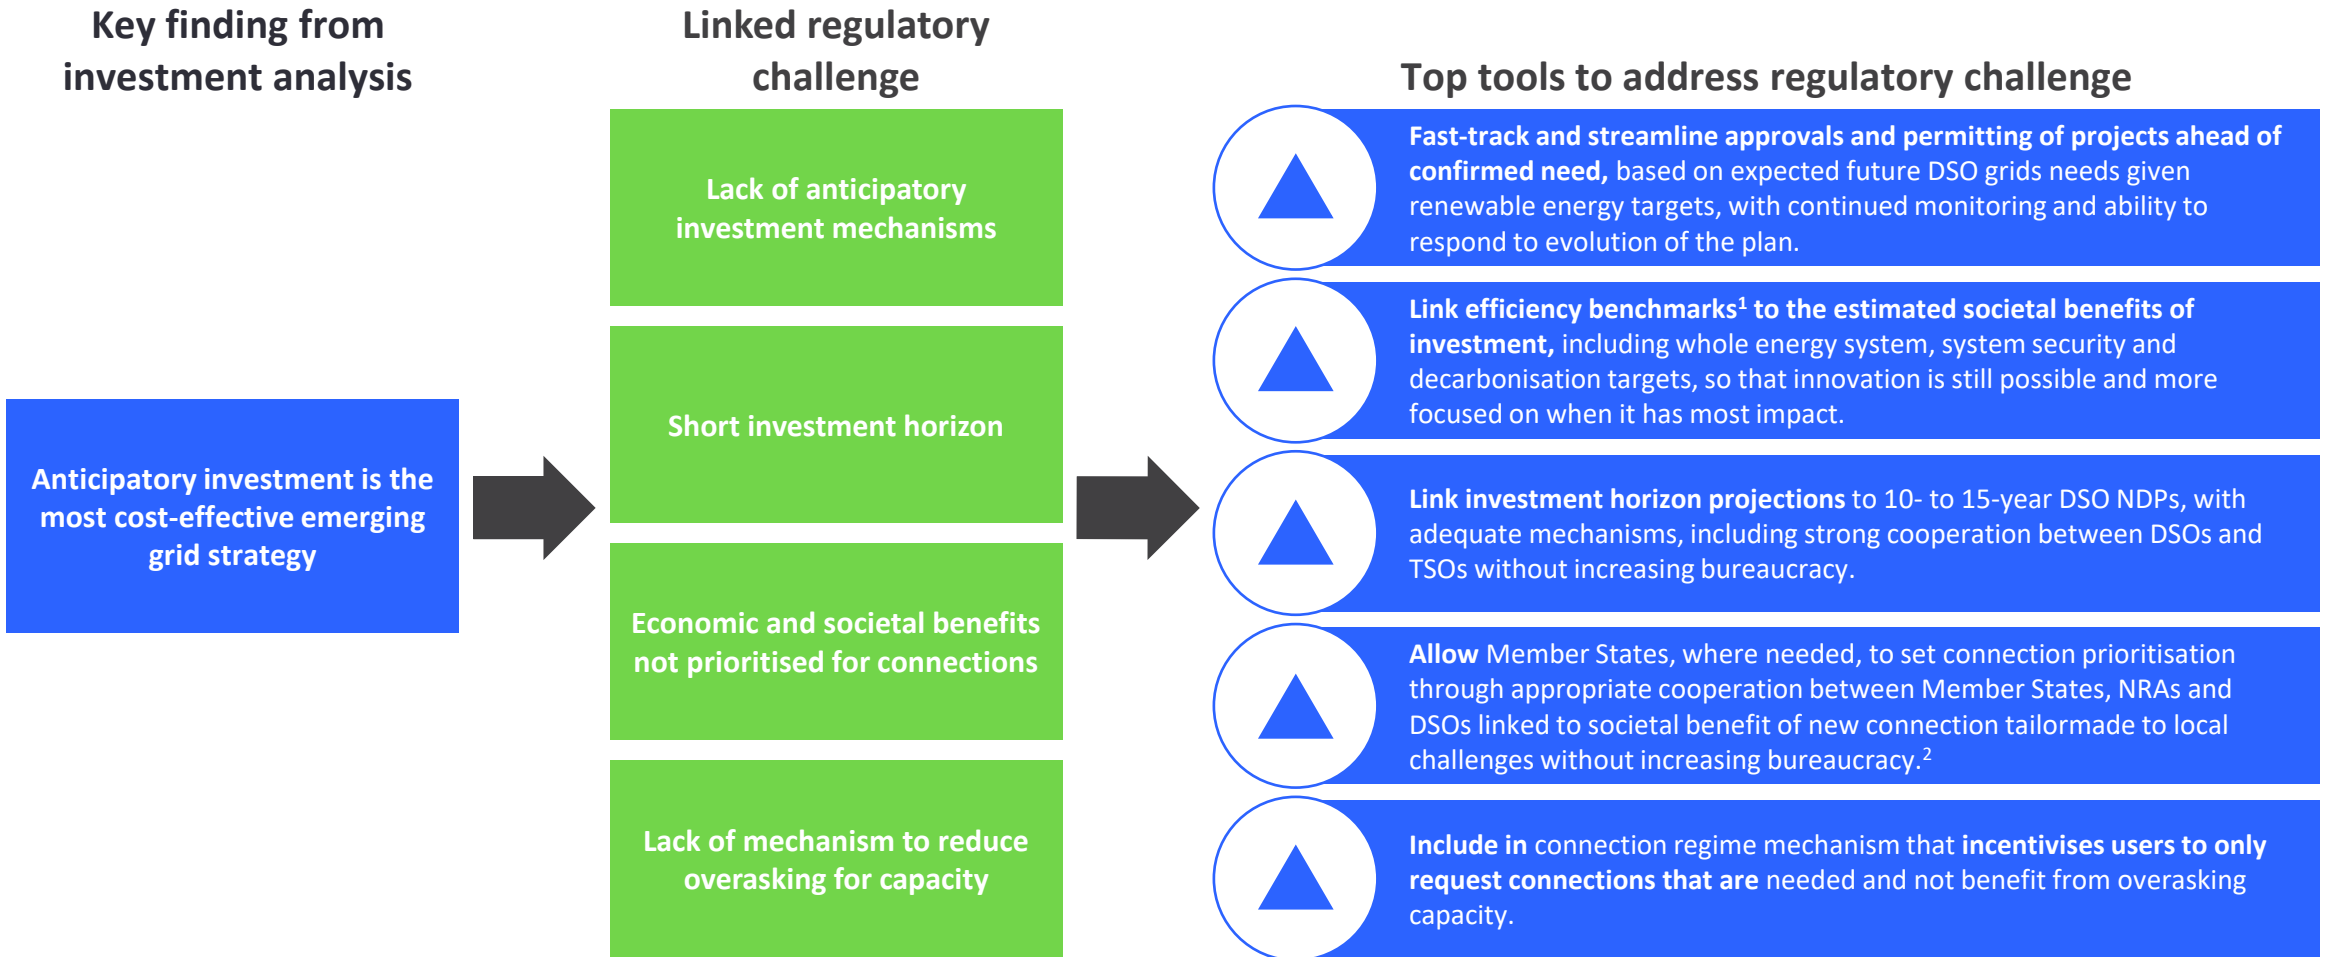 Key finding from
investment analysis
Linked regulatory
challenge
Top tools to address regulatory challenge
Anticipatory investment is the
most cost-effective emerging
grid strategy
Lack of anticipatory
investment mechanisms
Short investment horizon
Economic and societal benefits
not prioritised for connections
Lack of mechanism to reduce
overasking for capacity
Fast-track and streamline approvals and permitting of projects ahead of
confirmed need, based on expected future DSO grids needs given
renewable energy targets, with continued monitoring and ability to
respond to evolution of the plan.
Link efficiency benchmarks¹ to the estimated societal benefits of
investment, including whole energy system, system security and
decarbonisation targets, so that innovation is still possible and more
focused on when it has most impact.
Link investment horizon projections to 10- to 15-year DSO NDPs, with
adequate mechanisms, including strong cooperation between DSOs and
TSOs without increasing bureaucracy.
Allow Member States, where needed, to set connection prioritisation
through appropriate cooperation between Member States, NRAs and
DSOs linked to societal benefit of new connection tailormade to local
challenges without increasing bureaucracy.²
Include in connection regime mechanism that incentivises users to only
request connections that are needed and not benefit from overasking
capacity.